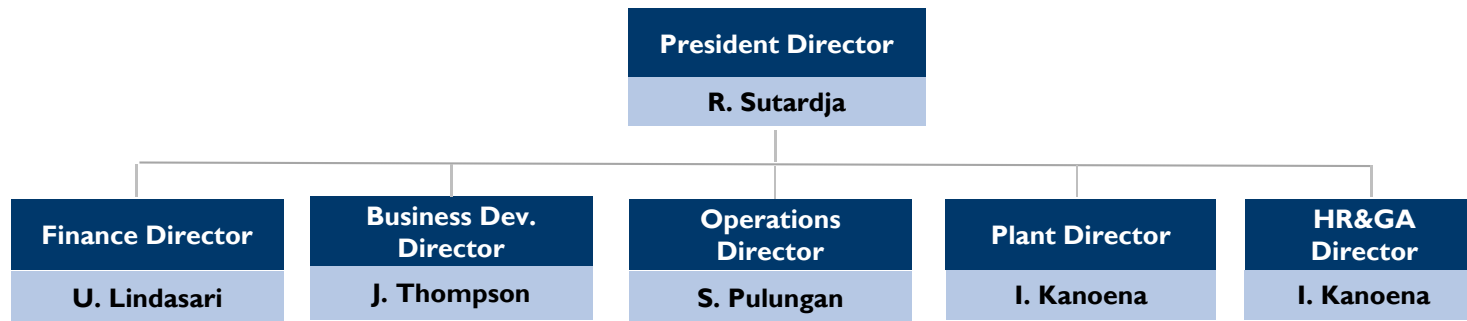 President Director
R. Sutardja
Finance Director
U. Lindasari
Business Dev.
Director
J. Thompson
Operations
Director
S. Pulungan
Plant Director
I. Kanoena
HR&GA
Director
I. Kanoena